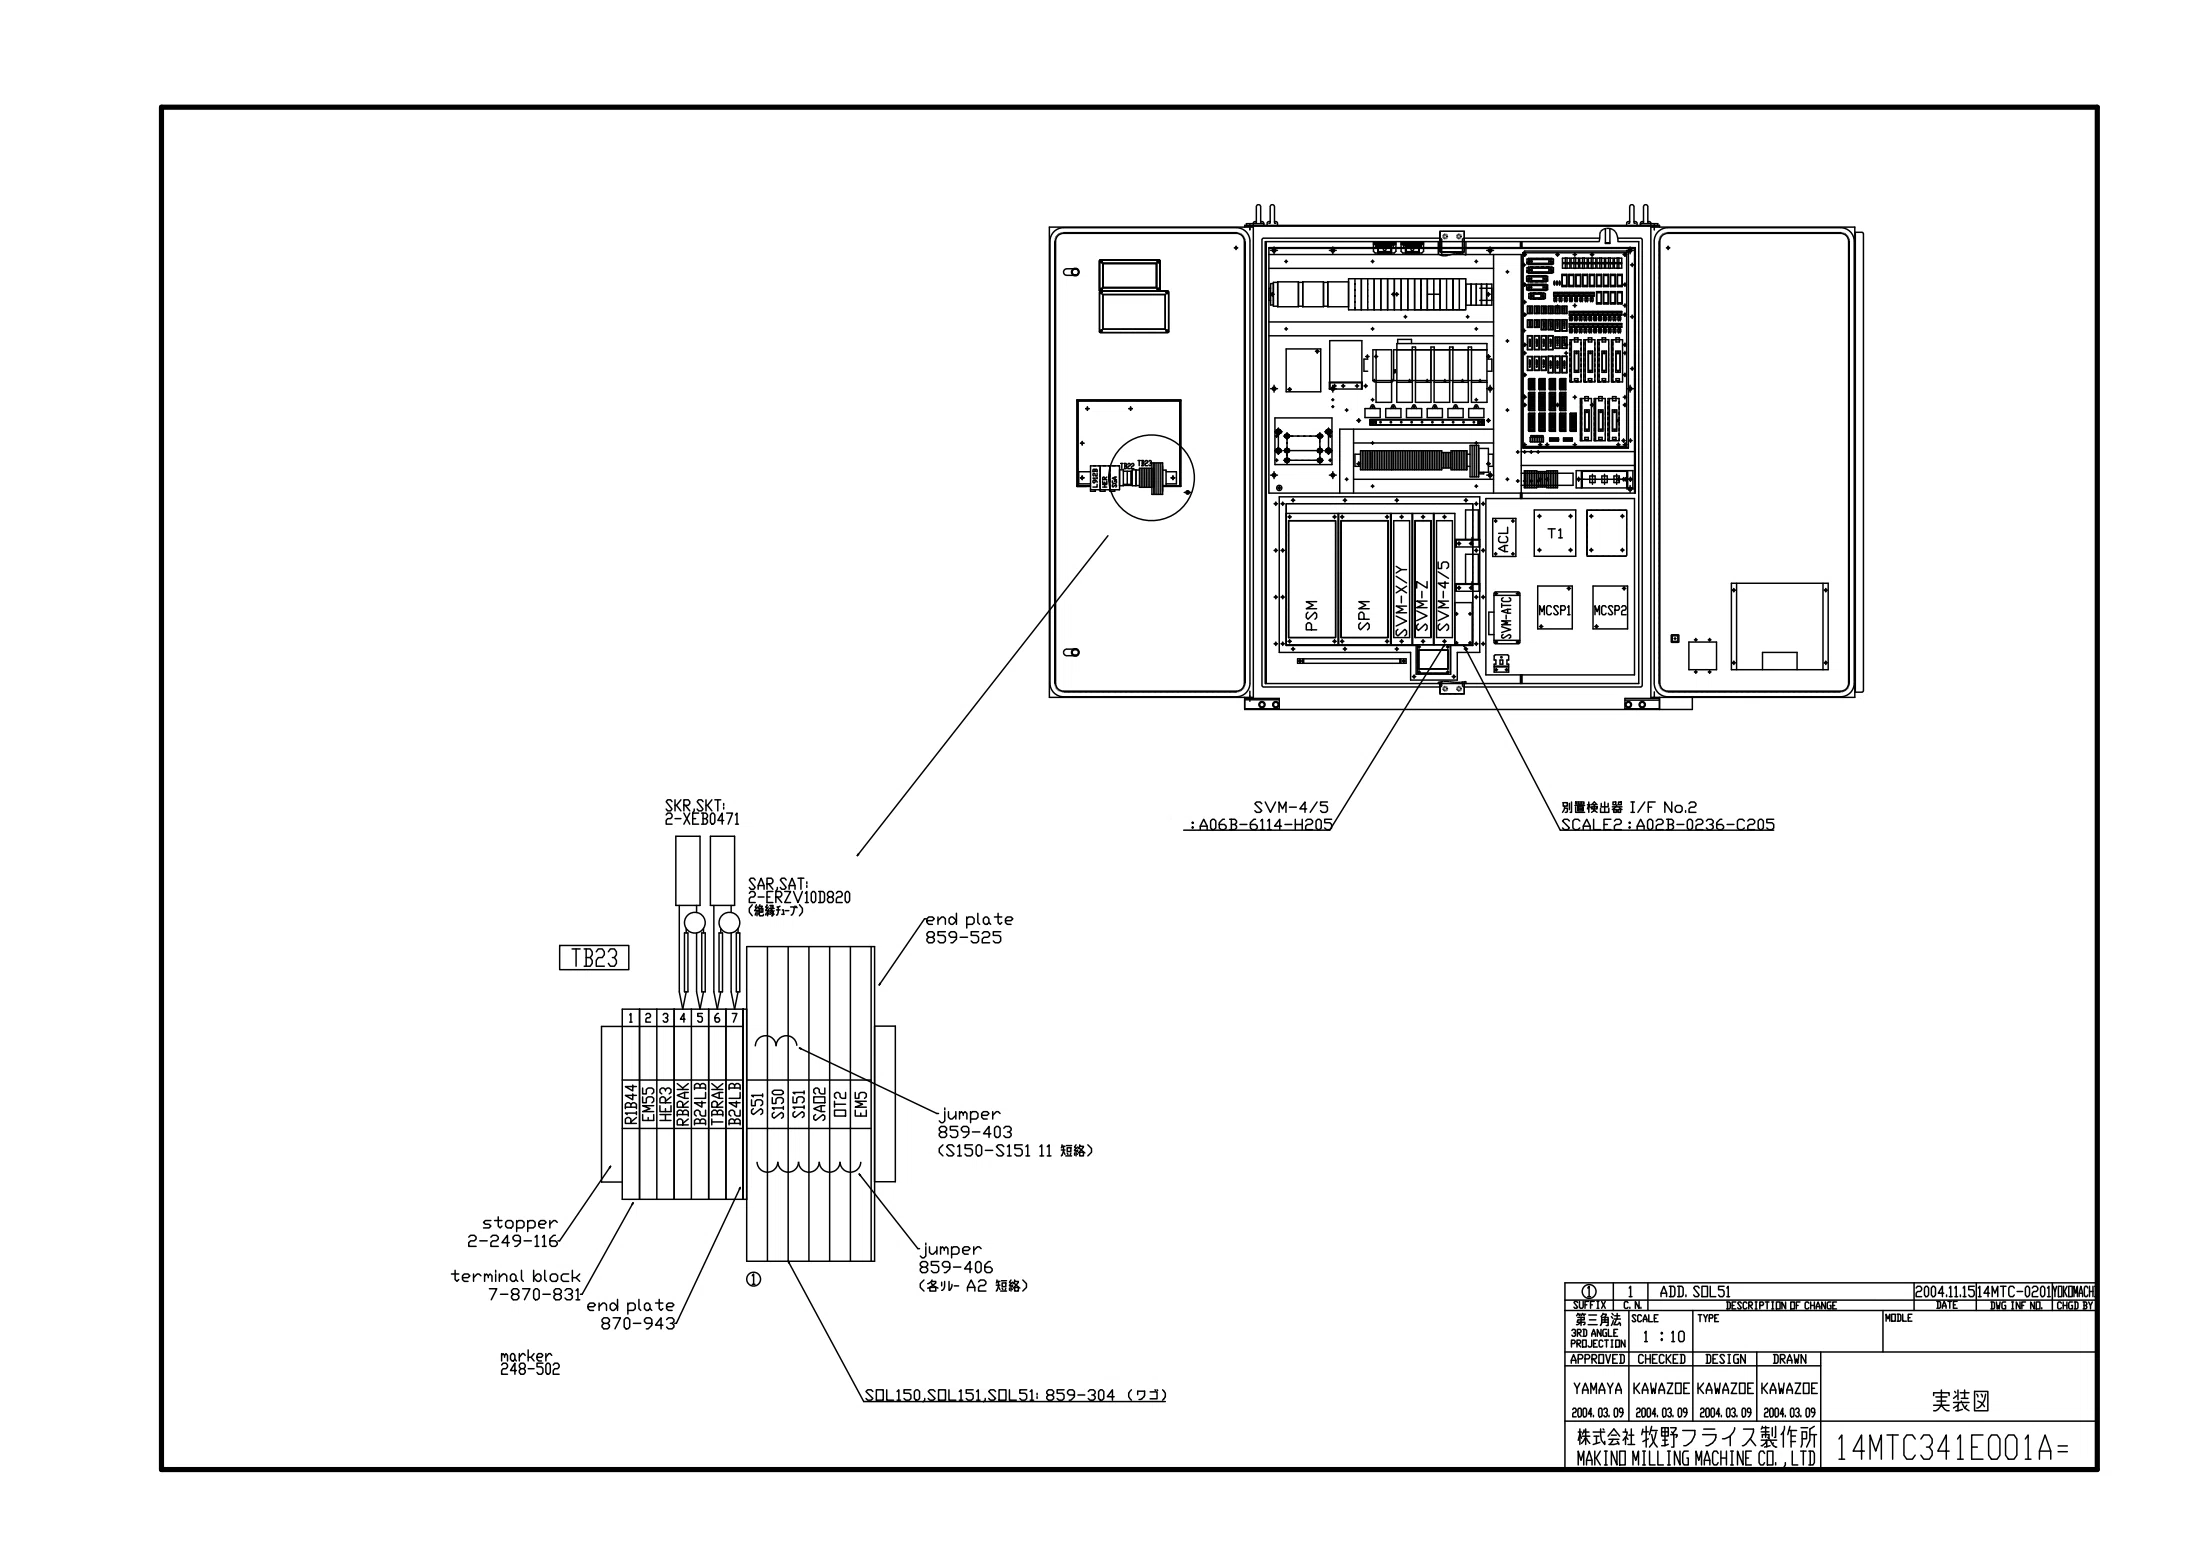 L912B
HER
SGA
TB22
TB23
PSM
SPM
SVM-X/Y
SVM-Z
SVM-4/5
ACL
T1
SVM-ATC
MCSP1
MCSP2
SVM-4/5
:A06B-6114-H205
別置検出器 I/F No.2
SCALE2:A02B-0236-C205
SKR,SKT:
2-XEB0471
SAR,SAT:
2-ERZV10D820
(絶縁ﾁｭｰﾌﾞ)
end plate
859-525
TB23
1 2 3 4 5 6 7
R1B44
EM55
HER3
RBRAK
B24LB
TBRAK
B24LB
S51
S150
S151
SAO2
OT2
EM5
jumper
859-403
(S150-S151 11 短絡)
stopper
2-249-116
jumper
859-406
(各ﾘﾚｰ A2 短絡)
terminal block
7-870-831
①
end plate
870-943
marker
248-502
SOL150,SOL151,SOL51: 859-304 (ワゴ)
① 1 ADD. SOL51 2004.11.15 14MTC-0201 YOKOMACHI
SUFFIX C. N. DESCRIPTION OF CHANGE DATE DWG INF NO. CHGD BY
第三角法
3RD ANGLE
PROJECTION
SCALE
1 : 10
TYPE
MODLE
APPROVED CHECKED DESIGN DRAWN
YAMAYA KAWAZOE KAWAZOE KAWAZOE
2004. 03. 09 2004. 03. 09 2004. 03. 09 2004. 03. 09
実装図
株式会社 牧野フライス製作所
MAKINO MILLING MACHINE CO. , LTD
14MTC341E001A=